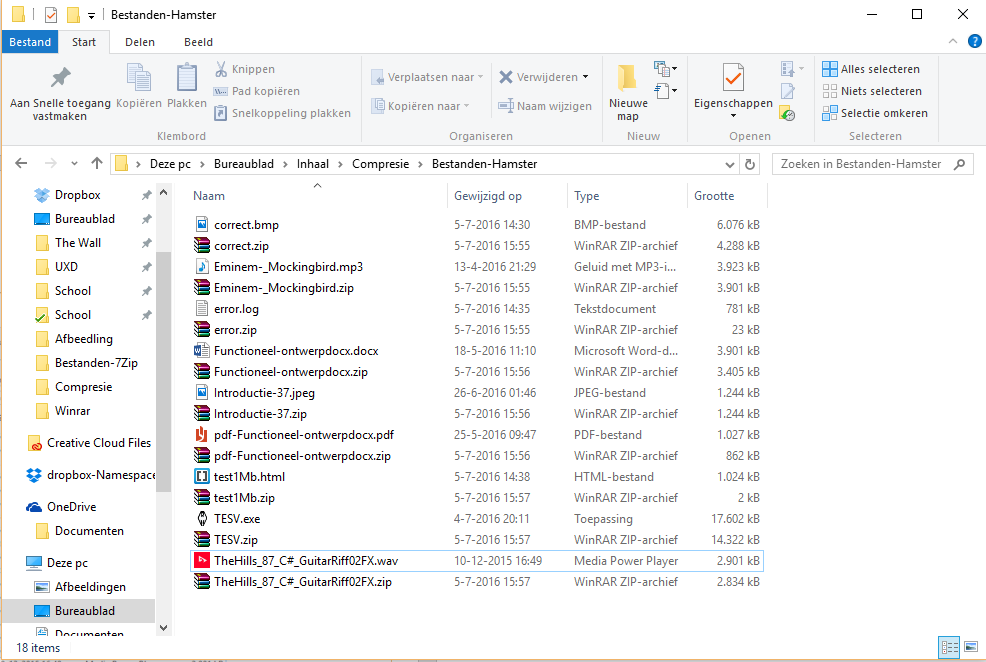 Bestanden-Hamster
Bestand Start Delen Beeld
Aan Snelle toegang vastmaken
Kopiëren
Plakken
Knippen
Pad kopiëren
Snelkoppeling plakken
Klembord
Verplaatsen naar
Kopiëren naar
Verwijderen
Naam wijzigen
Organiseren
Nieuwe map
Nieuw
Eigenschappen
Openen
Alles selecteren
Niets selecteren
Selectie omkeren
Selecteren
Deze pc > Bureaublad > Inhaal > Compresie > Bestanden-Hamster
Zoeken in Bestanden-Hamster
Dropbox
Bureaublad
The Wall
UXD
School
School
Afbeedling
Bestanden-7Zip
Compresie
Winrar
Creative Cloud Files
dropbox-Namespace
OneDrive
Documenten
Deze pc
Afbeeldingen
Bureaublad
Documenten
Naam Gewijzigd op Type Grootte
correct.bmp 5-7-2016 14:30 BMP-bestand 6.076 kB
correct.zip 5-7-2016 15:55 WinRAR ZIP-archief 4.288 kB
Eminem-_Mockingbird.mp3 13-4-2016 21:29 Geluid met MP3-i... 3.923 kB
Eminem-_Mockingbird.zip 5-7-2016 15:55 WinRAR ZIP-archief 3.901 kB
error.log 5-7-2016 14:35 Tekstdocument 781 kB
error.zip 5-7-2016 15:55 WinRAR ZIP-archief 23 kB
Functioneel-ontwerpdocx.docx 18-5-2016 11:10 Microsoft Word-d... 3.901 kB
Functioneel-ontwerpdocx.zip 5-7-2016 15:56 WinRAR ZIP-archief 3.405 kB
Introductie-37.jpeg 26-6-2016 01:46 JPEG-bestand 1.244 kB
Introductie-37.zip 5-7-2016 15:56 WinRAR ZIP-archief 1.244 kB
pdf-Functioneel-ontwerpdocx.pdf 25-5-2016 09:47 PDF-bestand 1.027 kB
pdf-Functioneel-ontwerpdocx.zip 5-7-2016 15:56 WinRAR ZIP-archief 862 kB
test1Mb.html 5-7-2016 14:38 HTML-bestand 1.024 kB
test1Mb.zip 5-7-2016 15:57 WinRAR ZIP-archief 2 kB
TESV.exe 4-7-2016 20:11 Toepassing 17.602 kB
TESV.zip 5-7-2016 15:57 WinRAR ZIP-archief 14.322 kB
TheHills_87_C#_GuitarRiff02FX.wav 10-12-2015 16:49 Media Power Player 2.901 kB
TheHills_87_C#_GuitarRiff02FX.zip 5-7-2016 15:57 WinRAR ZIP-archief 2.834 kB
18 items